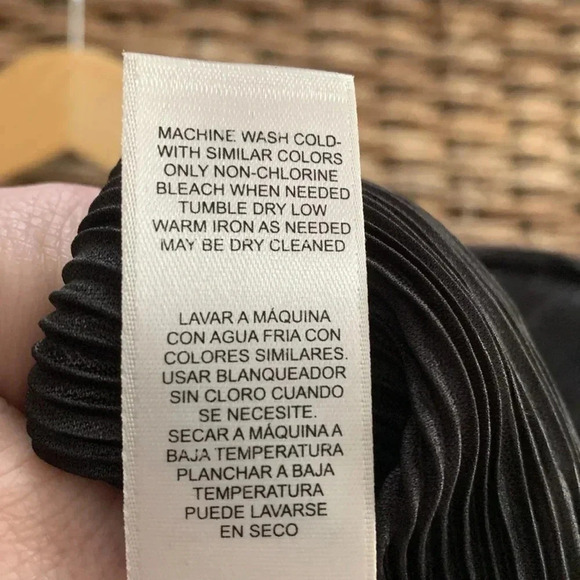 MACHINE WASH COLD-
WITH SIMILAR COLORS
ONLY NON-CHLORINE
BLEACH WHEN NEEDED
TUMBLE DRY LOW
WARM IRON AS NEEDED
MAY BE DRY CLEANED
LAVAR A MÁQUINA
CON AGUA FRIA CON
COLORES SIMILARES.
USAR BLANQUEADOR
SIN CLORO CUANDO
SE NECESITE.
SECAR A MÁQUINA A
BAJA TEMPERATURA
PLANCHAR A BAJA
TEMPERATURA
PUEDE LAVARSE
EN SECO